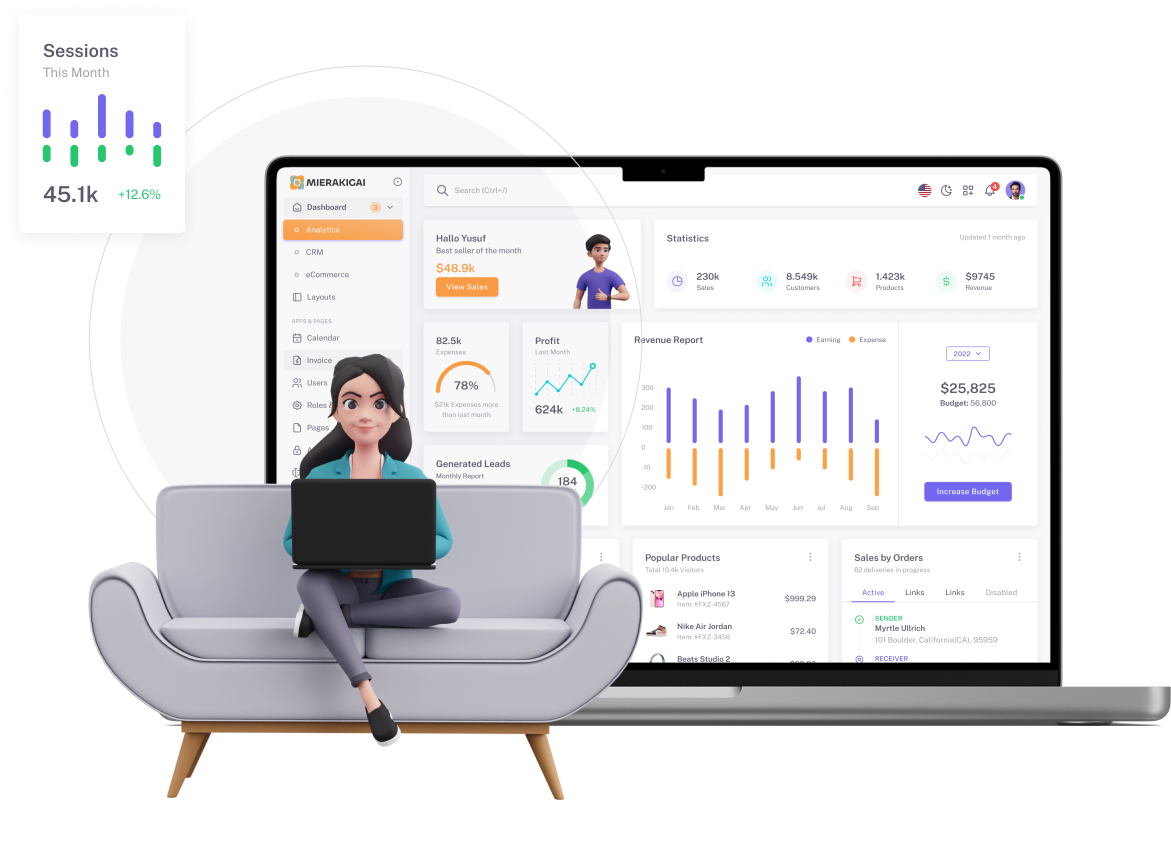 Sessions
This Month
45.1k
+12.6%
MIERAKIGAI
Dashboard
3
Analytics
CRM
eCommerce
Layouts
APPS & PAGES
Calendar
Invoice
Users
Roles &
Pages
Search (Ctrl+/)
4
Hallo Yusuf
Best seller of the month
$48.9k
View Sales
Statistics
Updated 1 month ago
230k
Sales
8.549k
Customers
1.423k
Products
$9745
Revenue
82.5k
Expenses
78%
$21k Expenses more
than last month
Profit
Last Month
624k
+8.24%
Generated Leads
Monthly Report
184
Revenue Report
Earning
Expense
300
200
100
0
-10
-200
Jan
Feb
Mar
Apr
May
Jun
Jul
Aug
Sep
2022
$25,825
Budget: 56,800
Increase Budget
Popular Products
Total 10.4k Visitors
Apple iPhone 13
Item: #FXZ-4567
$999.29
Nike Air Jordan
Item: #FXZ-3456
$72.40
Beats Studio 2
Sales by Orders
62 deliveries in progress
Active
Links
Links
Disabled
SENDER
Myrtle Ullrich
101 Boulder, California(CA), 95959
RECEIVER